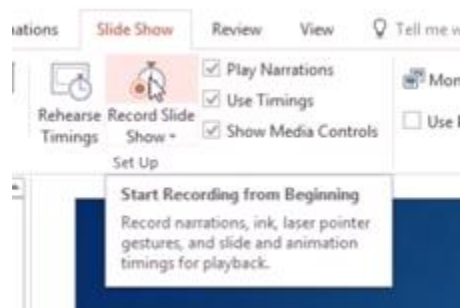 ations Slide Show Review View Tell me w
Rehearse Timings
Record Slide Show
Play Narrations
Use Timings
Show Media Controls
Mon
Use
Set Up
Start Recording from Beginning
Record narrations, ink, laser pointer
gestures, and slide and animation
timings for playback.